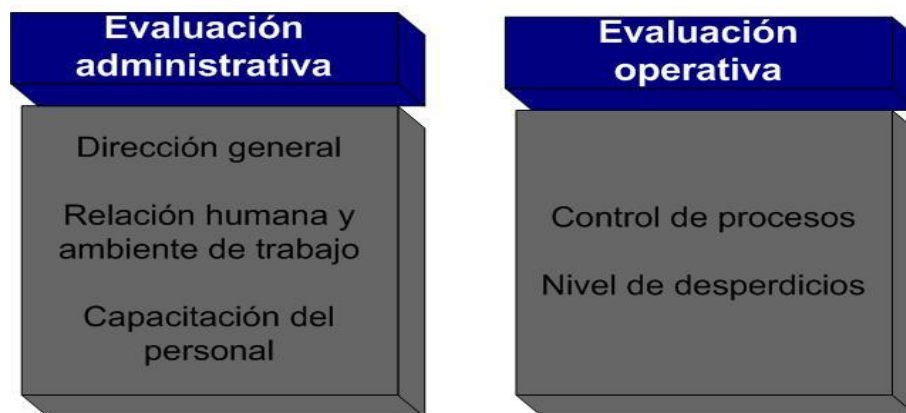 Evaluación
administrativa
Dirección general
Relación humana y
ambiente de trabajo
Capacitación del
personal
Evaluación
operativa
Control de procesos
Nivel de desperdicios